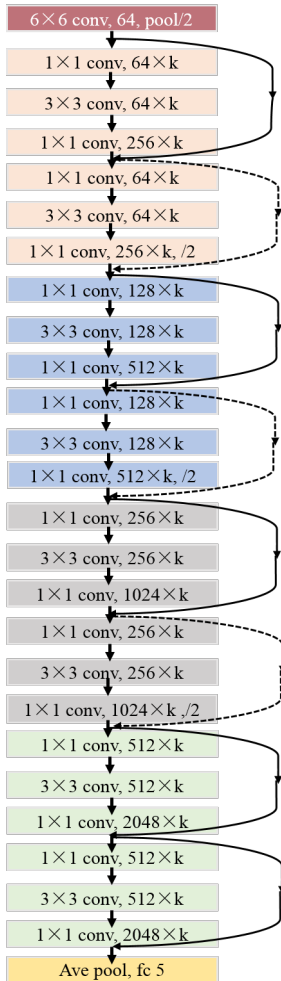 6×6 conv, 64, pool/2
1×1 conv, 64×k
3×3 conv, 64×k
1×1 conv, 256×k
1×1 conv, 64×k
3×3 conv, 64×k
1×1 conv, 256×k, /2
1×1 conv, 128×k
3×3 conv, 128×k
1×1 conv, 512×k
1×1 conv, 128×k
3×3 conv, 128×k
1×1 conv, 512×k, /2
1×1 conv, 256×k
3×3 conv, 256×k
1×1 conv, 1024×k
1×1 conv, 256×k
3×3 conv, 256×k
1×1 conv, 1024×k ,/2
1×1 conv, 512×k
3×3 conv, 512×k
1×1 conv, 2048×k
1×1 conv, 512×k
3×3 conv, 512×k
1×1 conv, 2048×k
Ave pool, fc 5